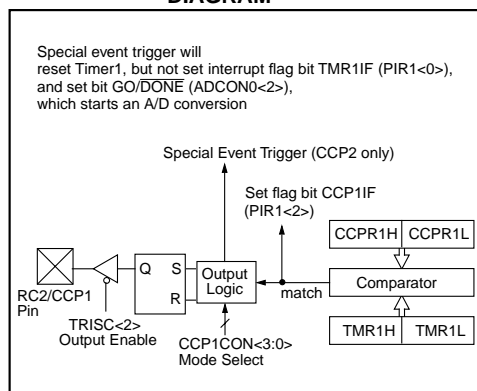 DIAGRAM
Special event trigger will
reset Timer1, but not set interrupt flag bit TMR1IF (PIR1<0>),
and set bit GO/DONE (ADCON0<2>),
which starts an A/D conversion
Special Event Trigger (CCP2 only)
Set flag bit CCP1IF
(PIR1<2>)
CCPR1H CCPR1L
Q S
R
Output
Logic
match
Comparator
RC2/CCP1
Pin
TRISC<2>
Output Enable
CCP1CON<3:0>
Mode Select
TMR1H TMR1L